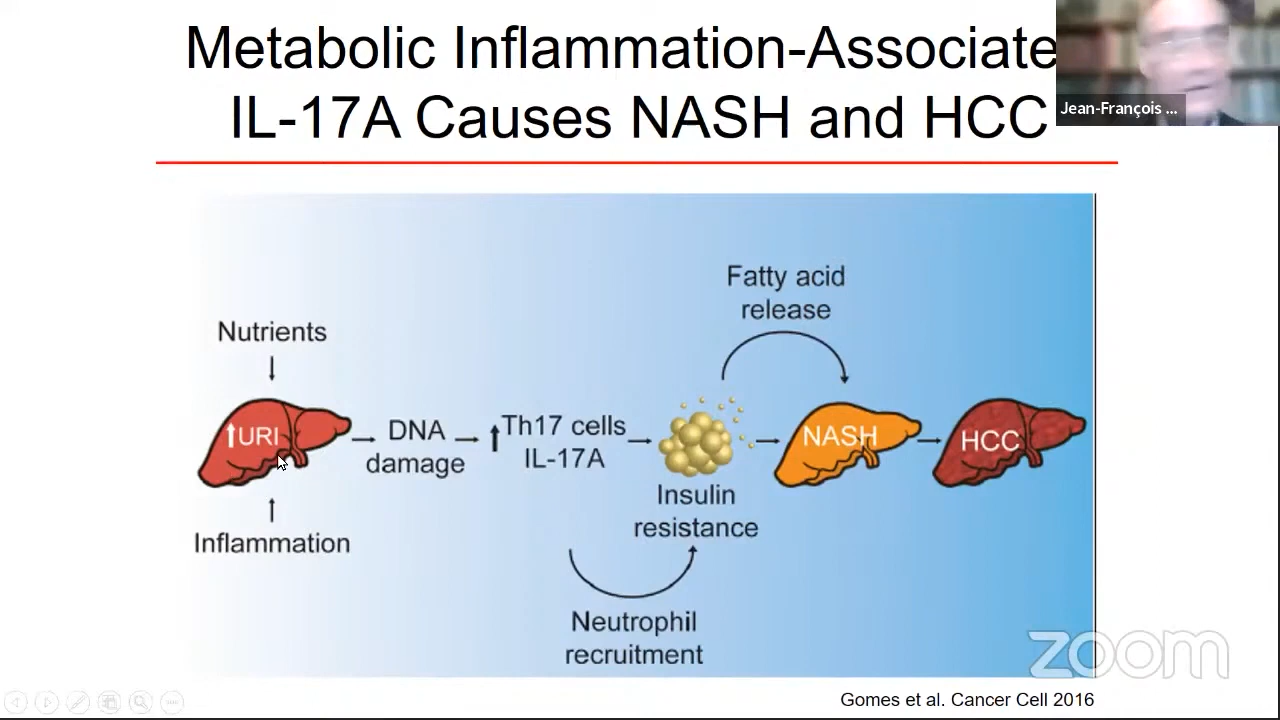 Metabolic Inflammation-Associate
IL-17A Causes NASH and HCC
Jean-François ...
Fatty acid
release
Nutrients
↑URI
DNA
damage
↑Th17 cells
IL-17A
NASH
HCC
Insulin
resistance
Inflammation
Neutrophil
recruitment
zoom
Gomes et al. Cancer Cell 2016